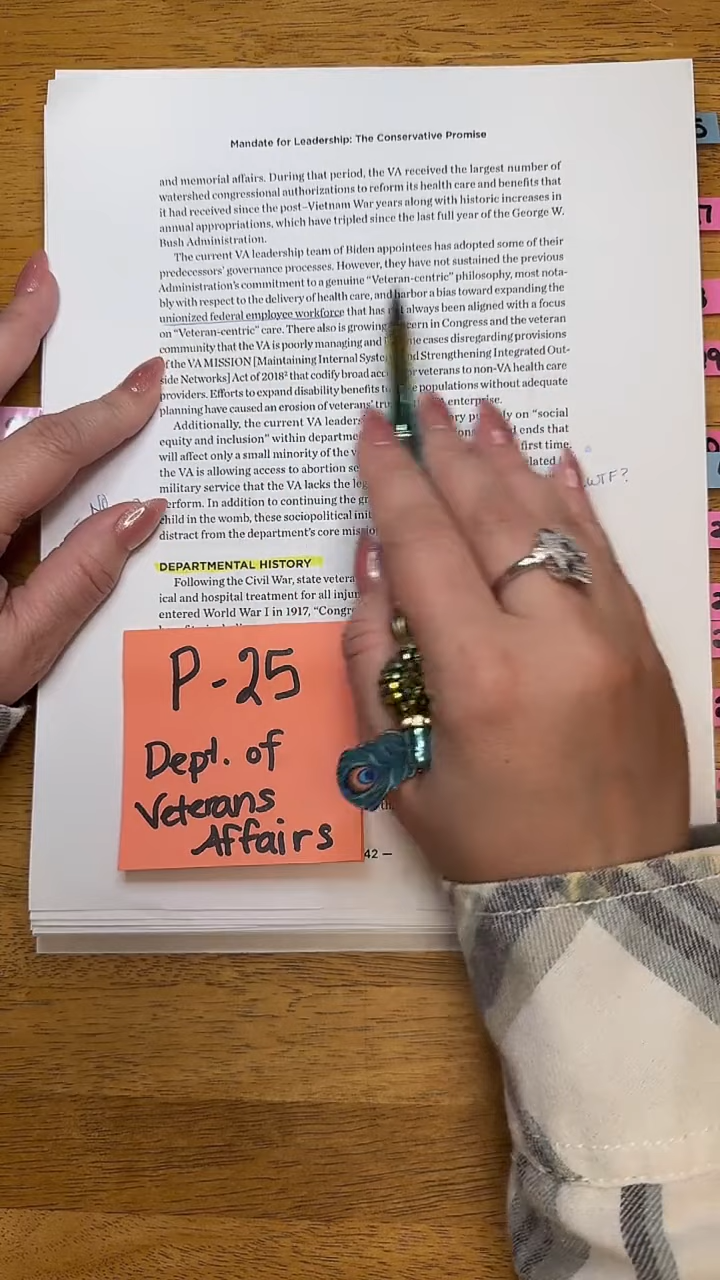 Mandate for Leadership: The Conservative Promise
and memorial affairs. During that period, the VA received the largest number of
watershed congressional authorizations to reform its health care and benefits that
it had received since the post–Vietnam War years along with historic increases in
annual appropriations, which have tripled since the last full year of the George W.
Bush Administration.
The current VA leadership team of Biden appointees has adopted some of their
predecessors' governance processes. However, they have not sustained the previous
Administration's commitment to a genuine "Veteran-centric" philosophy, most nota-
bly with respect to the delivery of health care, and harbor a bias toward expanding the
unionized federal employee workforce that has always been aligned with a focus
on "Veteran-centric" care. There also is growing in Congress and the veteran
community that the VA is poorly managing and cases disregarding provisions
of the VA MISSION [Maintaining Internal and Strengthening Integrated Out-
side Networks] Act of 2018² that codify broad veterans to non-VA health care
providers. Efforts to expand disability benefits to populations without adequate
planning have caused an erosion of veterans' enterprise.
Additionally, the current VA on "social
equity and inclusion" within ends that
will affect only a small minority of the first time,
the VA is allowing access to abortion
military service that the VA lacks the WTF?
perform. In addition to continuing the NO
child in the womb, these sociopolitical
distract from the department's core
DEPARTMENTAL HISTORY
Following the Civil War, state
ical and hospital treatment for all
entered World War I in 1917,
P-25
Dept. of
Veterans
Affairs
42 —